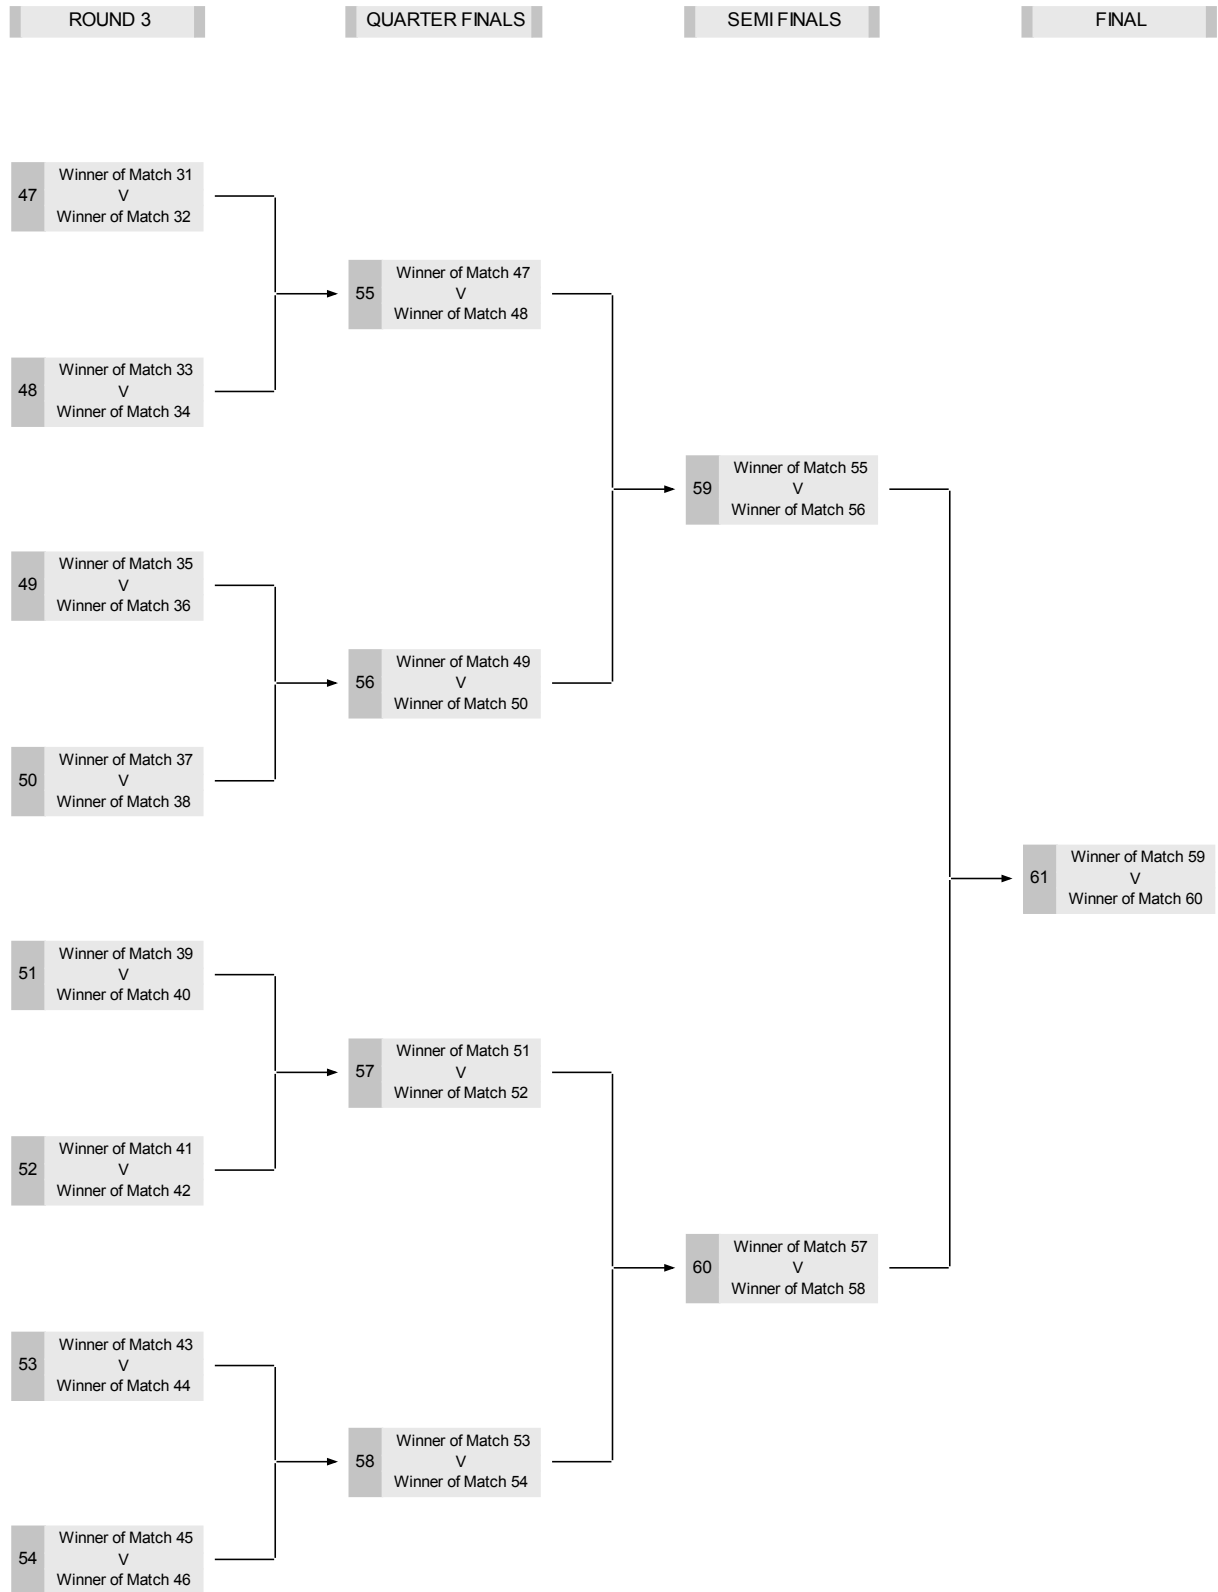 ROUND 3
QUARTER FINALS
SEMI FINALS
FINAL
47
Winner of Match 31
V
Winner of Match 32
48
Winner of Match 33
V
Winner of Match 34
49
Winner of Match 35
V
Winner of Match 36
50
Winner of Match 37
V
Winner of Match 38
51
Winner of Match 39
V
Winner of Match 40
52
Winner of Match 41
V
Winner of Match 42
53
Winner of Match 43
V
Winner of Match 44
54
Winner of Match 45
V
Winner of Match 46
55
Winner of Match 47
V
Winner of Match 48
56
Winner of Match 49
V
Winner of Match 50
57
Winner of Match 51
V
Winner of Match 52
58
Winner of Match 53
V
Winner of Match 54
59
Winner of Match 55
V
Winner of Match 56
60
Winner of Match 57
V
Winner of Match 58
61
Winner of Match 59
V
Winner of Match 60